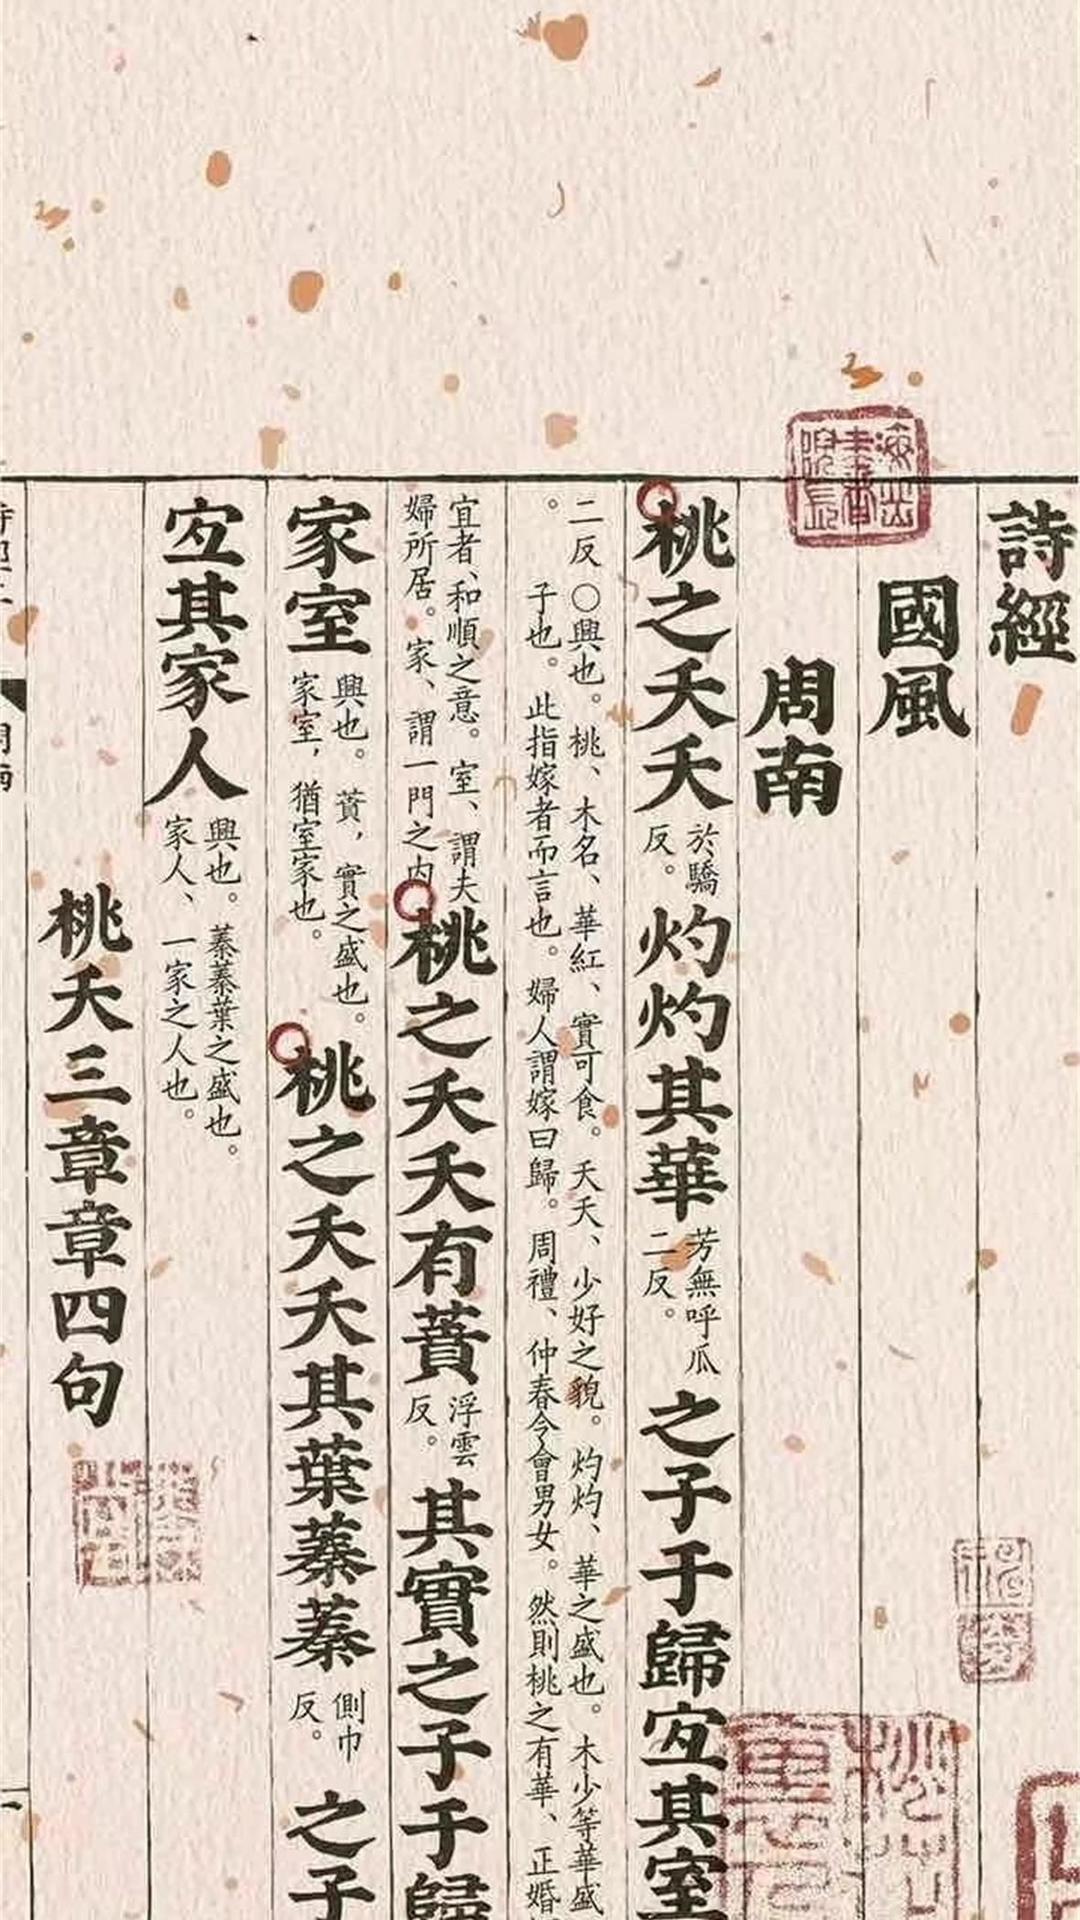 詩經
國風
周南
桃之夭夭
於驕
反。
灼灼其華
芳無呼瓜
二反。
之子于歸宜其室
二反○興也。桃、木名、華紅、實可食。夭夭、少好之貌。灼灼、華之盛也。木少等華盛
。子也。此指嫁者而言也。婦人謂嫁曰歸。周禮、仲春令會男女。然則桃之有華、正婚
宜者、和順之意。室、謂夫
婦所居。家、謂一門之内
桃之夭夭有蕡
浮雲
反。
其實之子于歸
家室
興也。蕡，實之盛也。
家室，猶室家也。
桃之夭夭其葉蓁蓁
側巾
反。
之子
宜其家人
興也。蓁蓁葉之盛也。
家人、一家之人也。
桃夭三章章四句